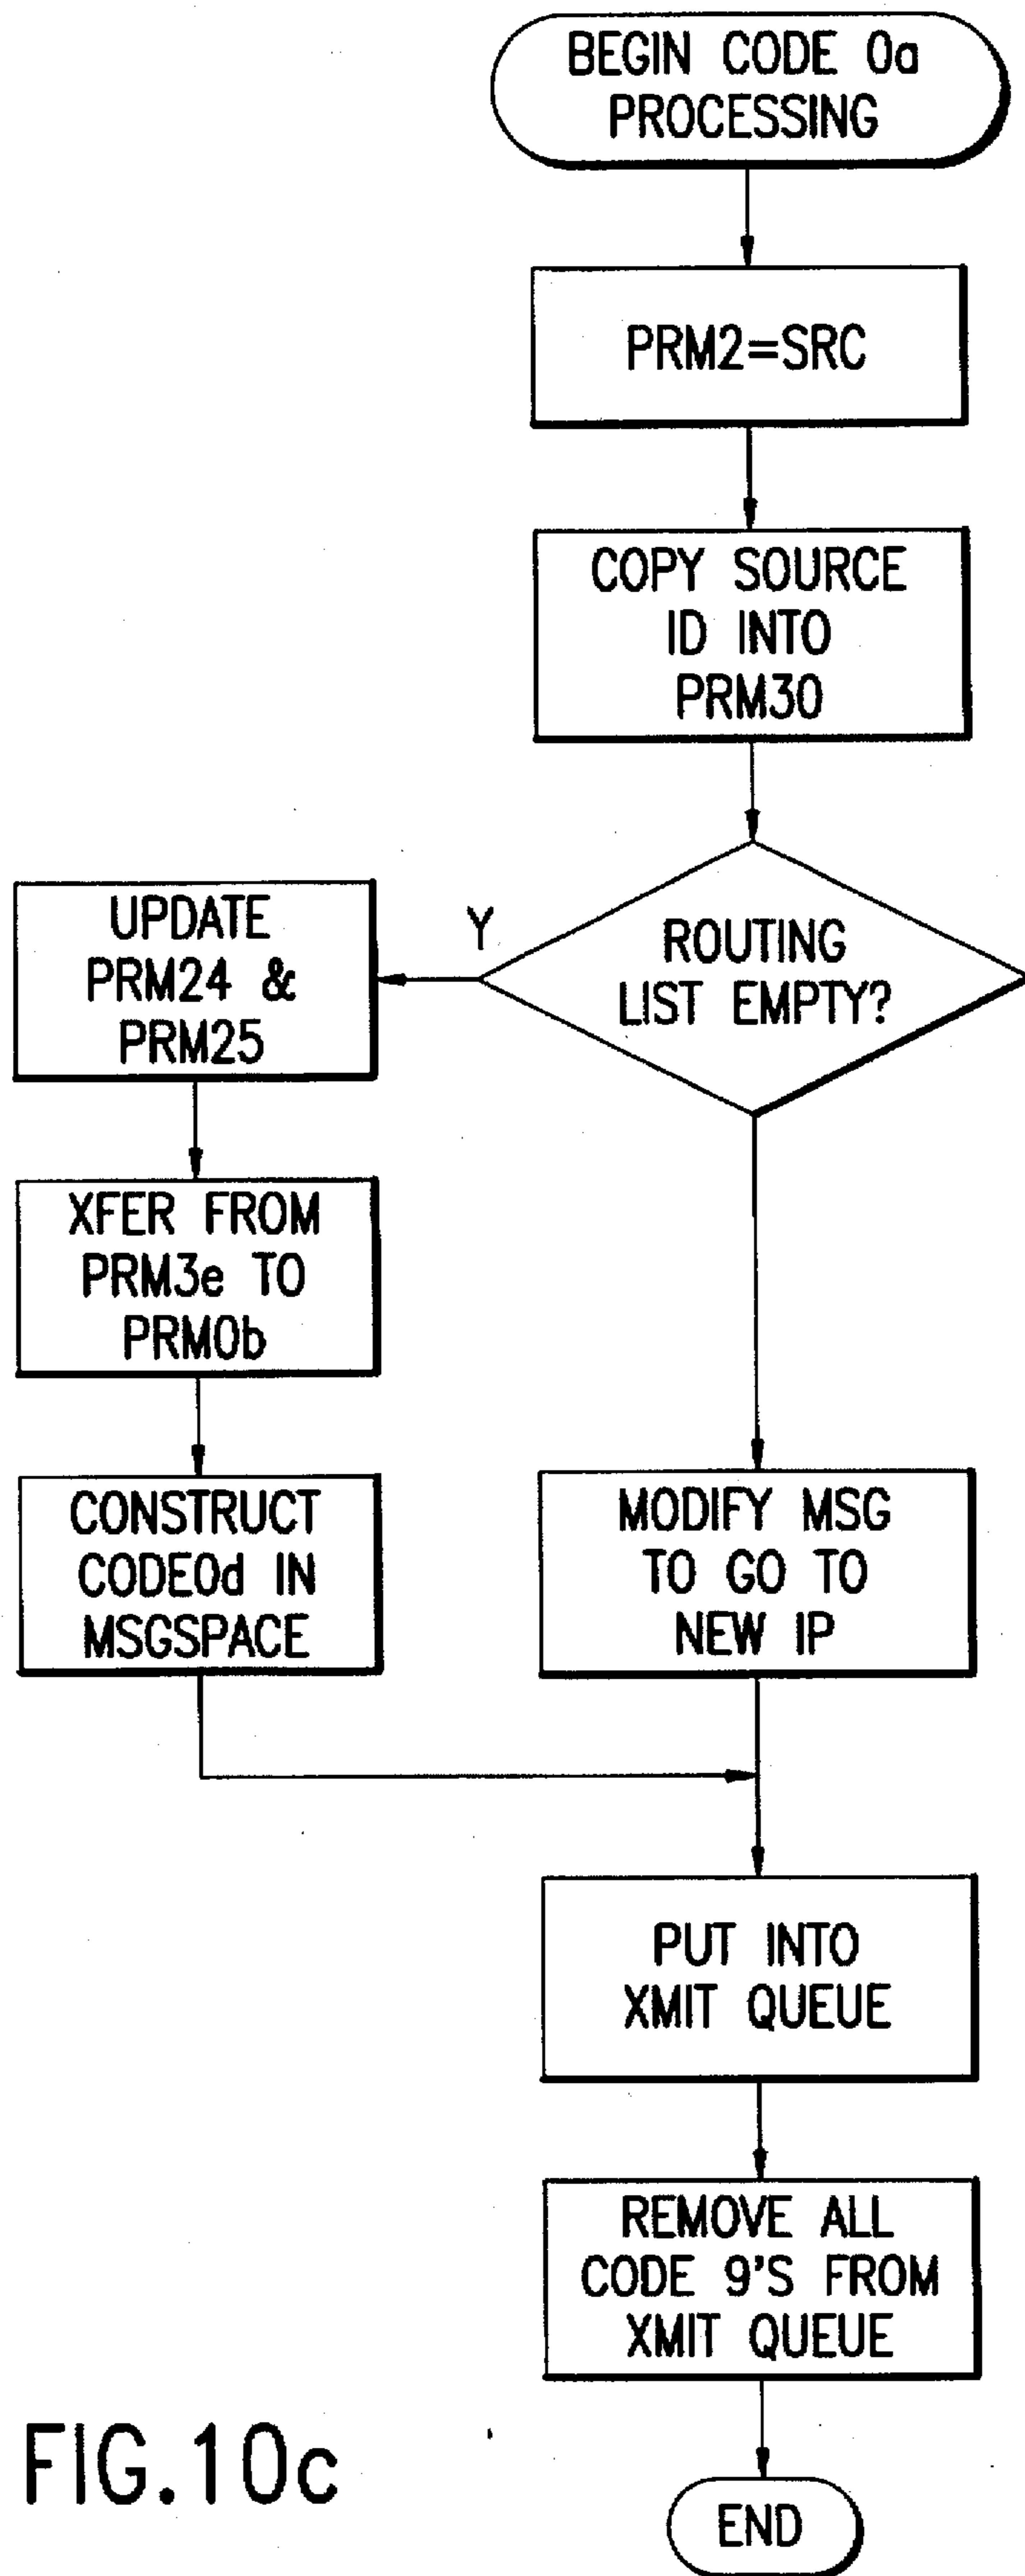 BEGIN CODE 0a
PROCESSING
PRM2=SRC
COPY SOURCE
ID INTO
PRM30
ROUTING
LIST EMPTY?
Y
UPDATE
PRM24 &
PRM25
XFER FROM
PRM3e TO
PRM0b
CONSTRUCT
CODE0d IN
MSGSPACE
MODIFY MSG
TO GO TO
NEW IP
PUT INTO
XMIT QUEUE
REMOVE ALL
CODE 9'S FROM
XMIT QUEUE
END
FIG.10c